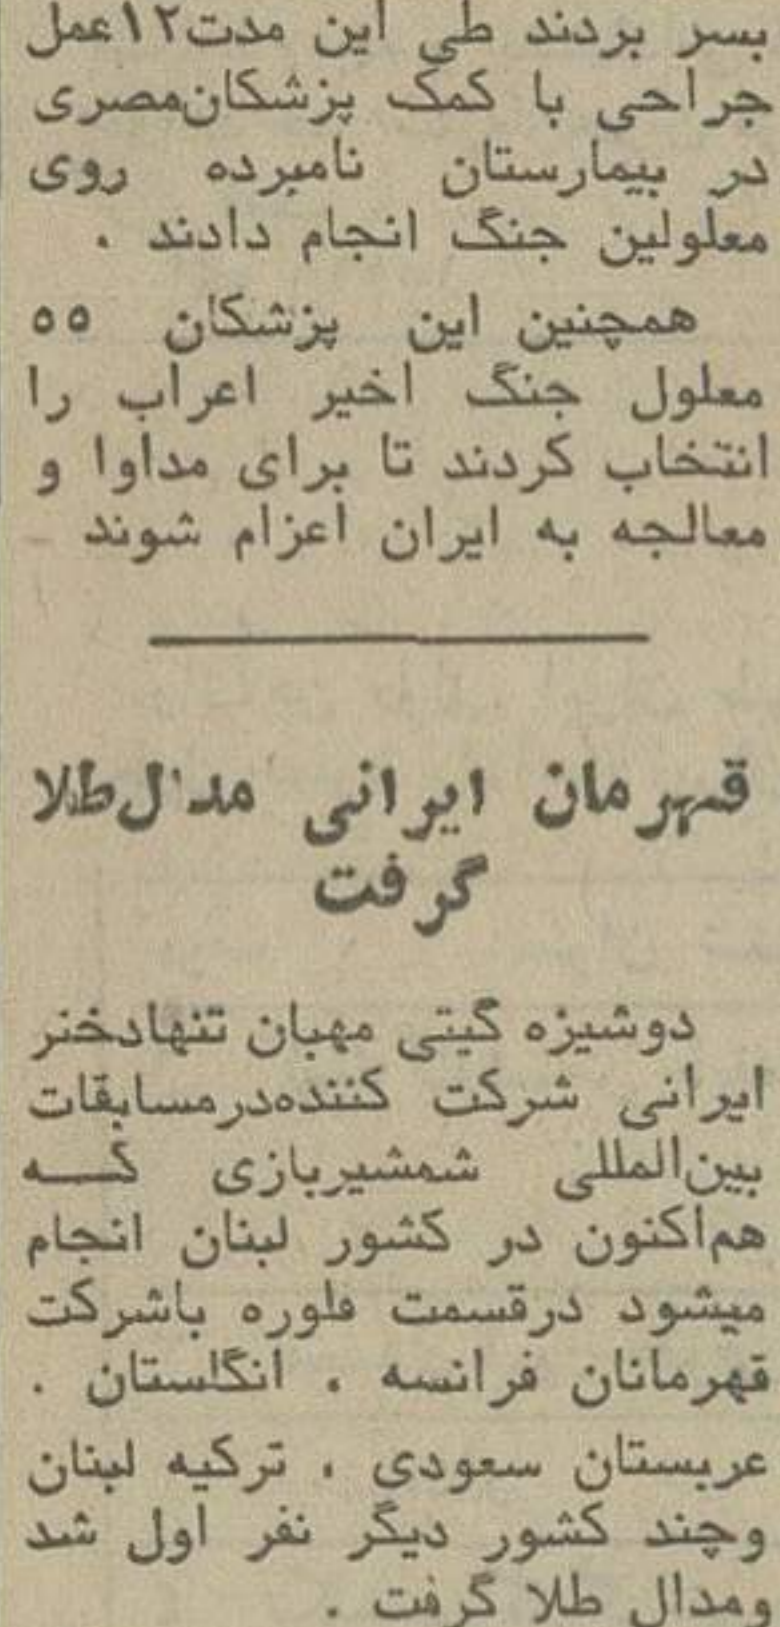 بسر بردند طی این مدت ۱۲ عمل
جراحی با کمک پزشکان‌مصری
در بیمارستان نامبرده روی
معلولین جنگ انجام دادند .
همچنین این پزشکان ۵۵
معلول جنگ اخیر اعراب را
انتخاب کردند تا برای مداوا و
معالجه به ایران اعزام شوند
قهرمان ایرانی مدال‌طلا
گرفت
دوشیزه گیتی مهبان تنهادختر
ایرانی شرکت کننده‌درمسابقات
بین‌المللی شمشیربازی کـــه
هم‌اکنون در کشور لبنان انجام
میشود درقسمت فلوره باشرکت
قهرمانان فرانسه ، انگلستان .
عربستان سعودی ، ترکیه لبنان
وچند کشور دیگر نفر اول شد
ومدال طلا گرفت .